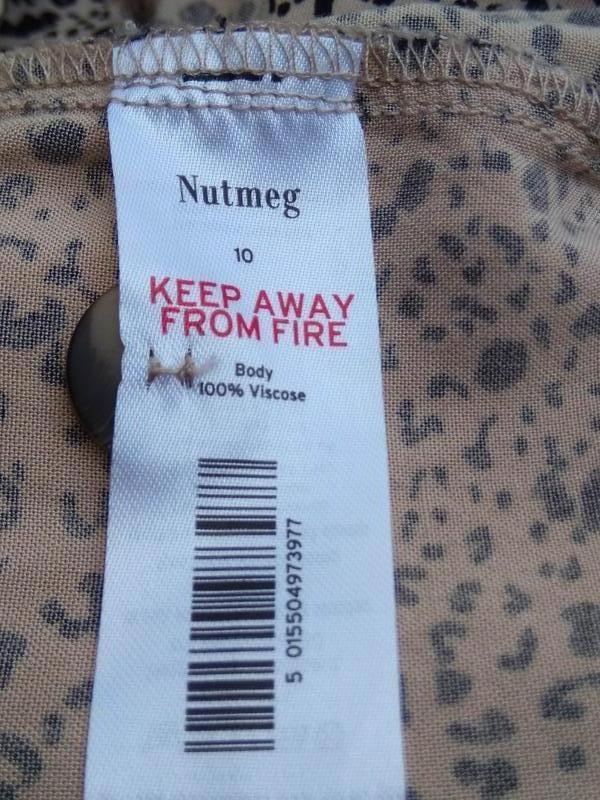 Nutmeg
10
KEEP AWAY
FROM FIRE
Body
100% Viscose
5 015504973977